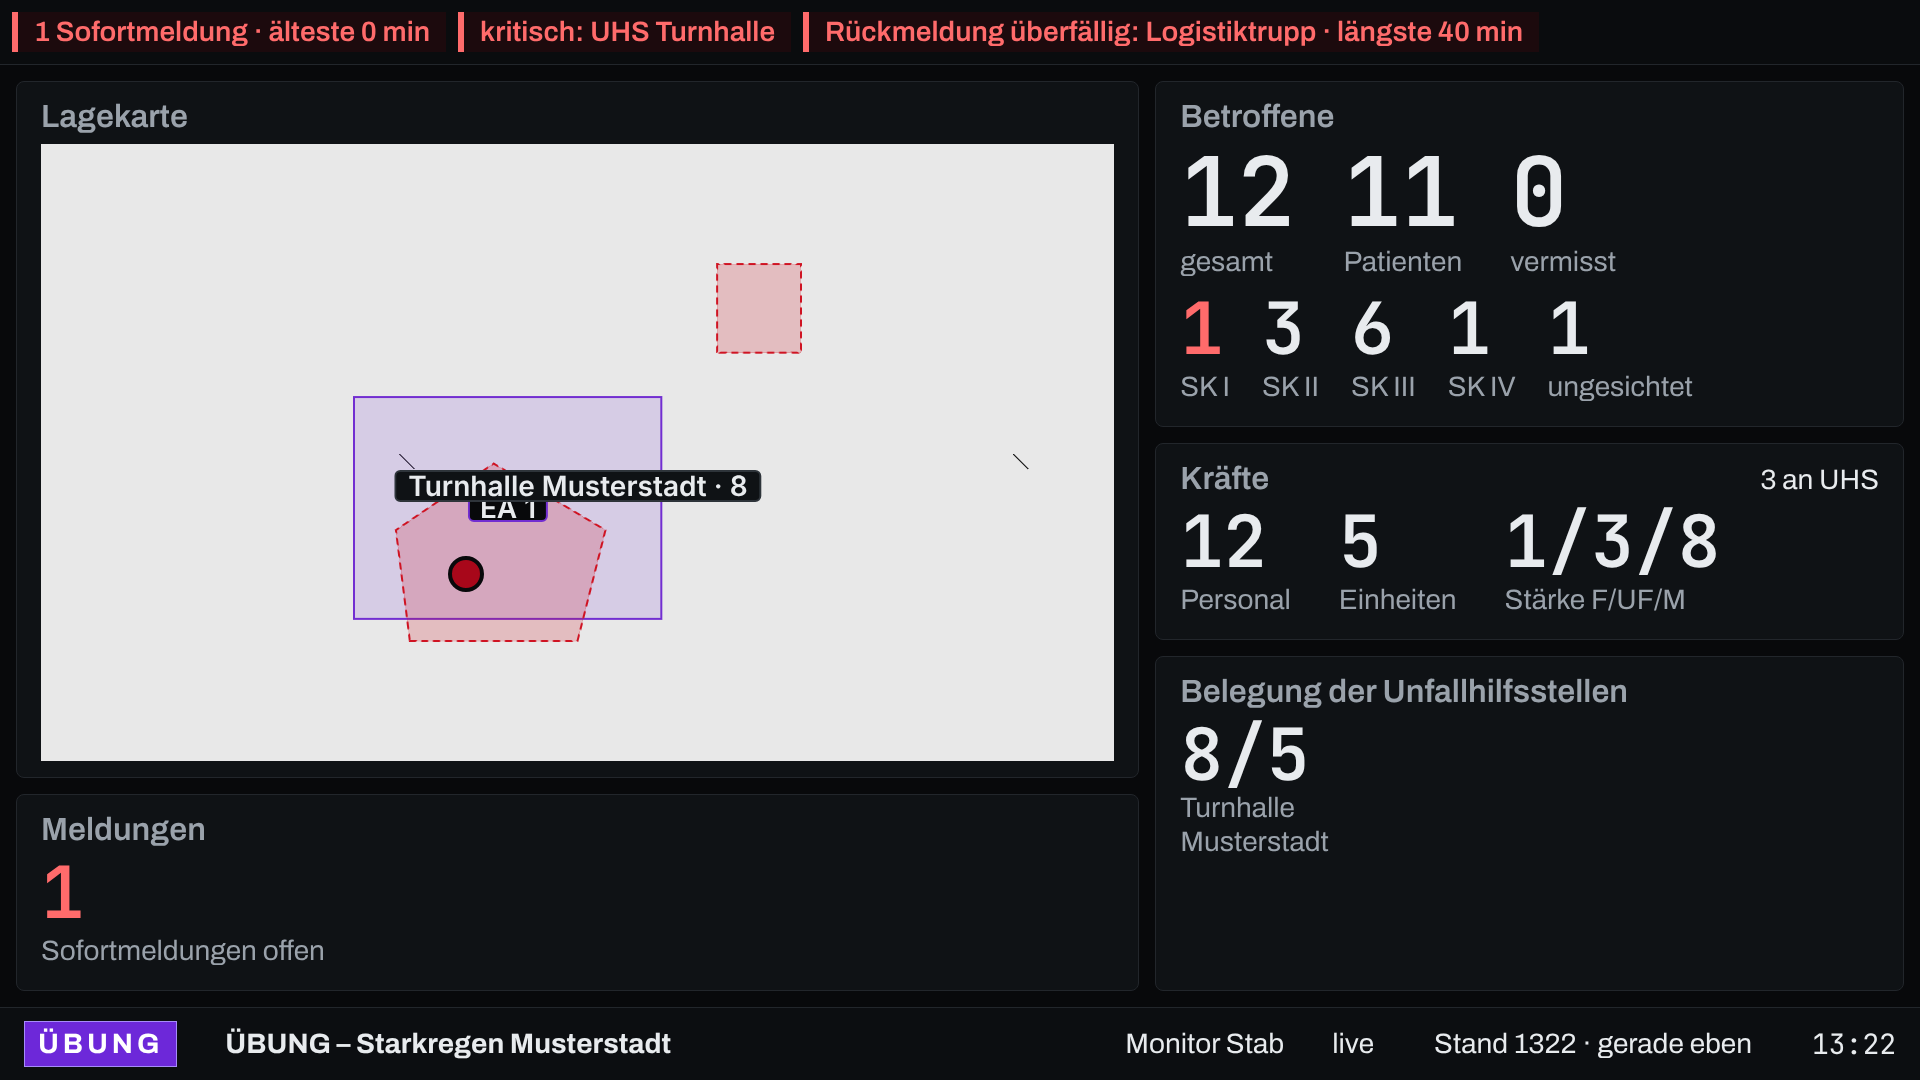 1 Sofortmeldung · älteste 0 min
kritisch: UHS Turnhalle
Rückmeldung überfällig: Logistiktrupp · längste 40 min
Lagekarte
Turnhalle Musterstadt · 8
EA 1
Meldungen
1
Sofortmeldungen offen
Betroffene
12 11 0
gesamt Patienten vermisst
1 3 6 1 1
SK I SK II SK III SK IV ungesichtet
Kräfte
3 an UHS
12 5 1/3/8
Personal Einheiten Stärke F/UF/M
Belegung der Unfallhilfsstellen
8/5
Turnhalle
Musterstadt
ÜBUNG
ÜBUNG – Starkregen Musterstadt
Monitor Stab
live
Stand 1322 · gerade eben
13:22